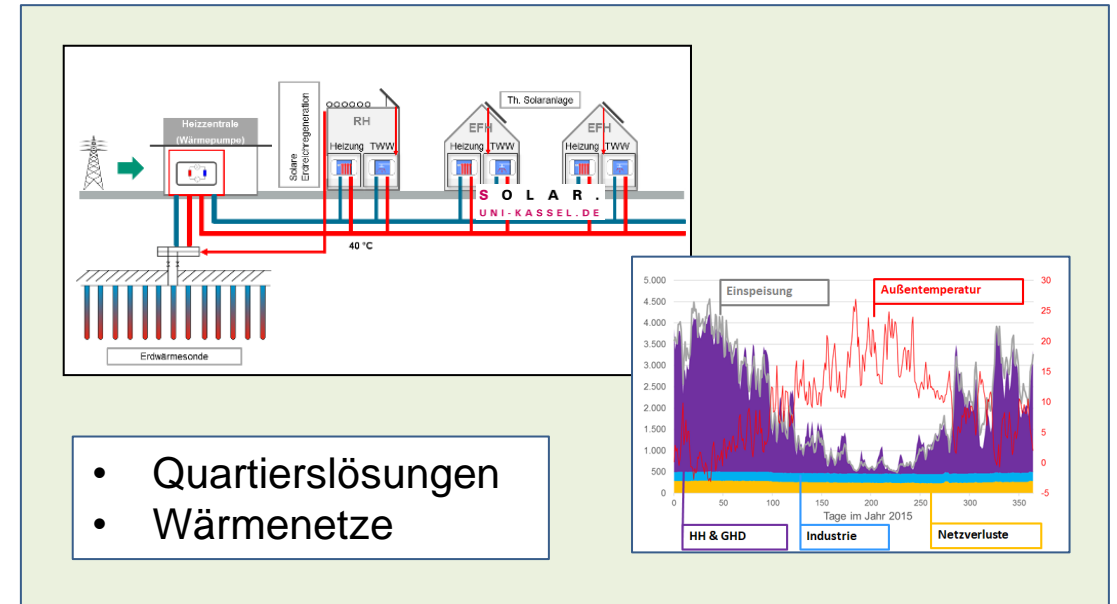 Heizzentrale
(Wärmepumpe)
Solare
Erdreichregeneration
RH
Heizung TWW
Th. Solaranlage
EFH
Heizung TWW
EFH
Heizung TWW
SOLAR.
UNI-KASSEL.DE
40 °C
Erdwärmesonde
5.000
4.500
4.000
3.500
3.000
2.500
2.000
1.500
1.000
500
0
Einspeisung
Außentemperatur
30
25
20
15
10
5
0
-5
0 50 100 150 200 250 300 350
Tage im Jahr 2015
HH & GHD
Industrie
Netzverluste
• Quartierslösungen
• Wärmenetze